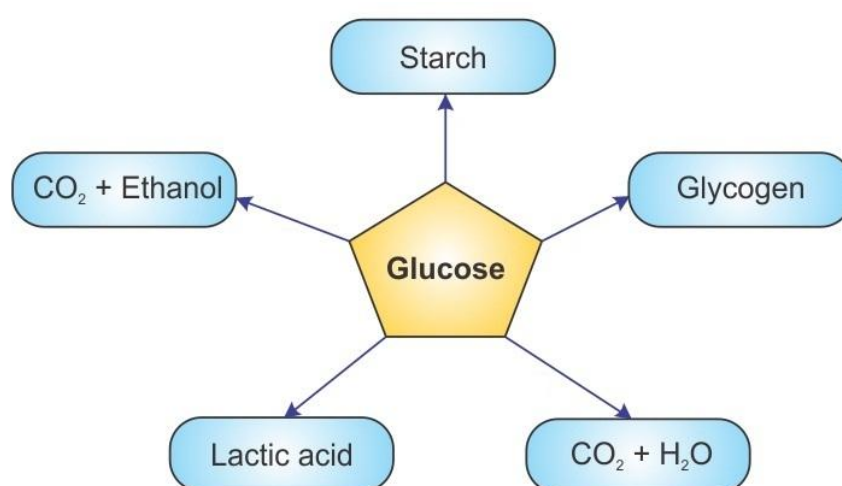 Starch
CO₂ + Ethanol
Glycogen
Glucose
Lactic acid
CO₂ + H₂O